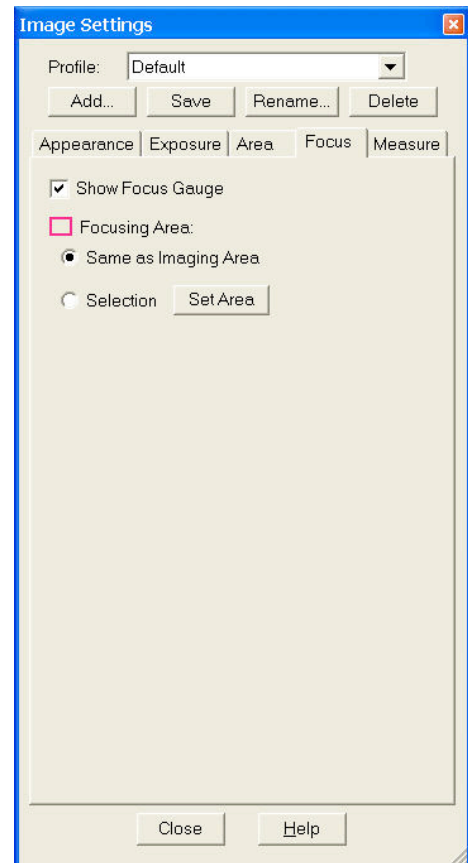 Image Settings
Profile: Default
Add... Save Rename... Delete
Appearance Exposure Area Focus Measure
Show Focus Gauge
Focusing Area:
Same as Imaging Area
Selection Set Area
Close Help